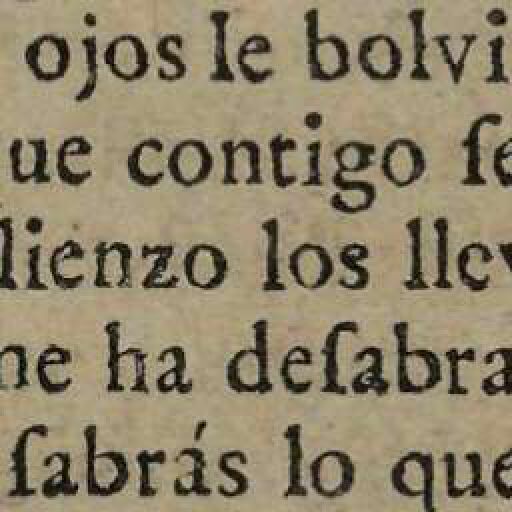 ojos le bolvi
ue contigo ſe
lienzo los llev
ne ha deſabra
ſabrás lo que